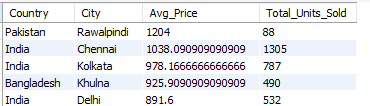 Country City Avg_Price Total_Units_Sold
Pakistan Rawalpindi 1204 88
India Chennai 1038.090909090909 1305
India Kolkata 978.1666666666666 787
Bangladesh Khulna 925.9090909090909 490
India Delhi 891.6 532